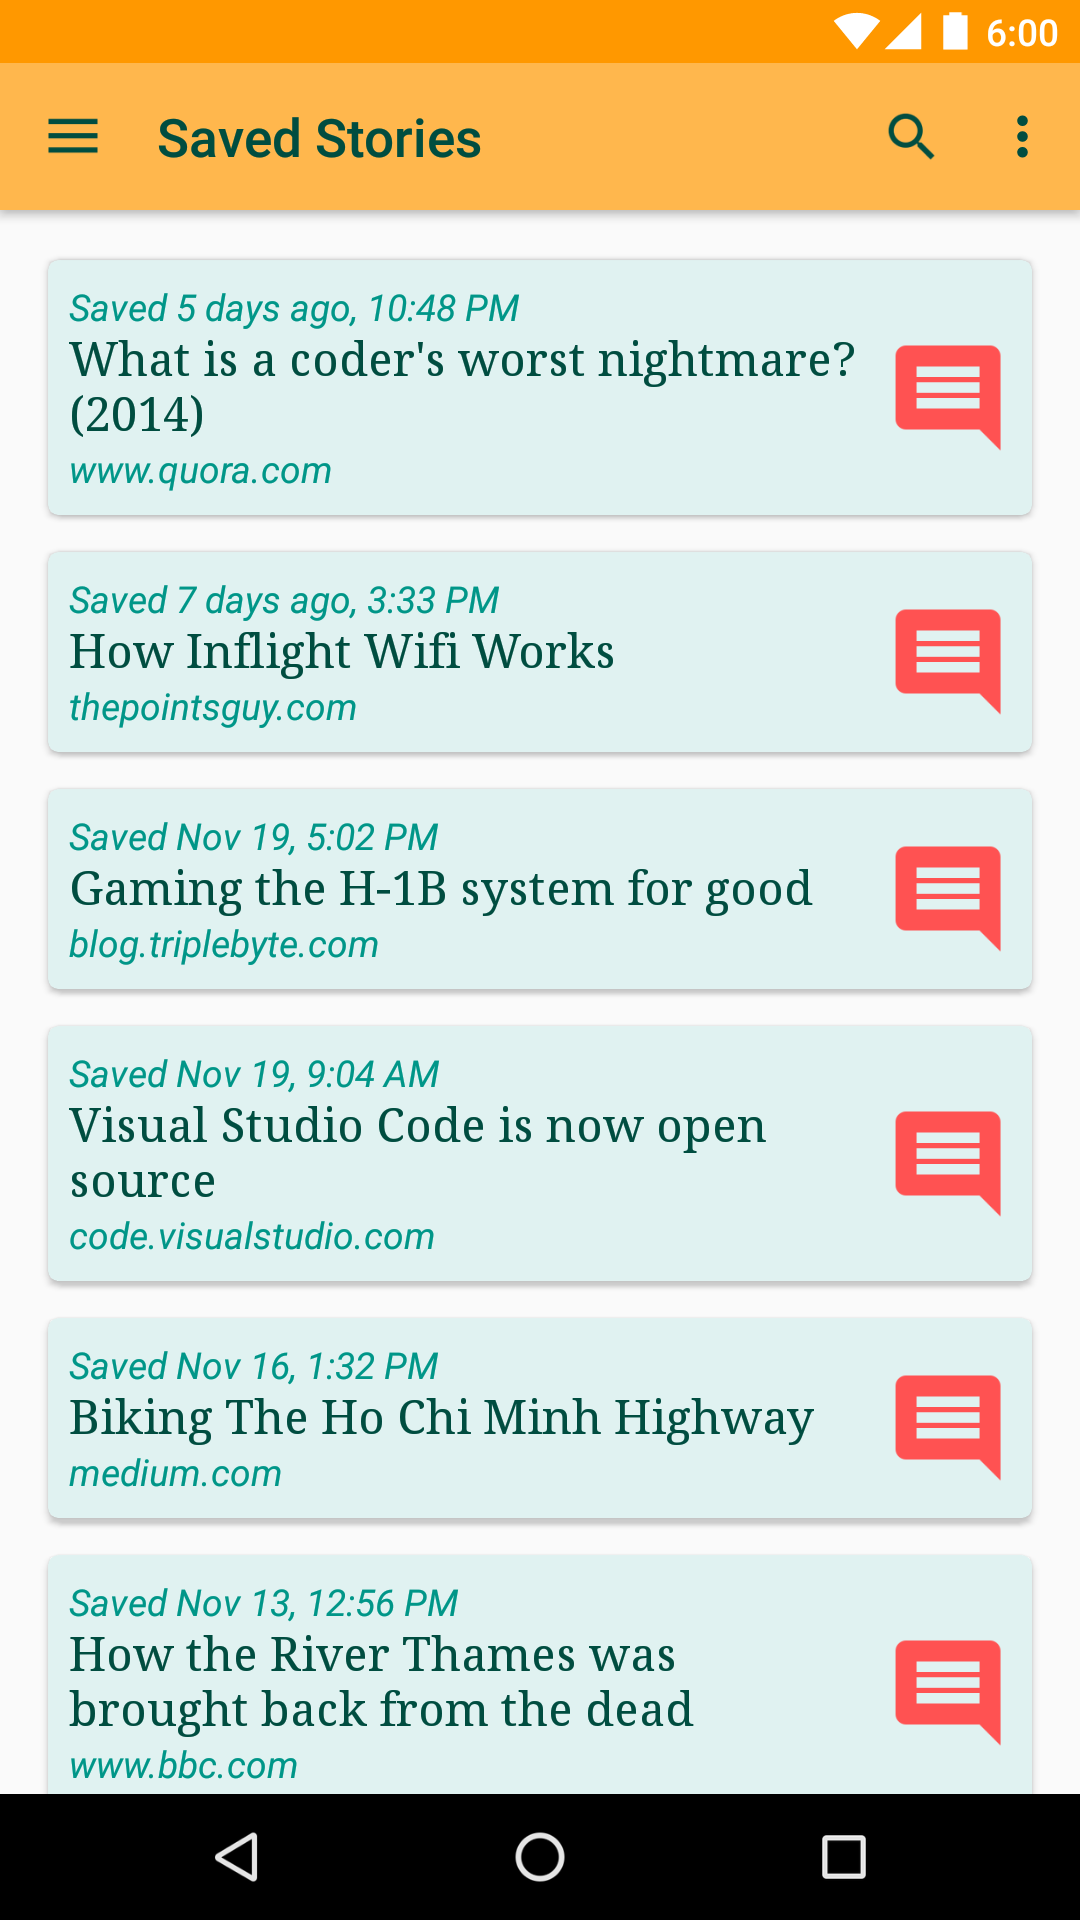 6:00
Saved Stories
Saved 5 days ago, 10:48 PM
What is a coder's worst nightmare?
(2014)
www.quora.com
Saved 7 days ago, 3:33 PM
How Inflight Wifi Works
thepointsguy.com
Saved Nov 19, 5:02 PM
Gaming the H-1B system for good
blog.triplebyte.com
Saved Nov 19, 9:04 AM
Visual Studio Code is now open
source
code.visualstudio.com
Saved Nov 16, 1:32 PM
Biking The Ho Chi Minh Highway
medium.com
Saved Nov 13, 12:56 PM
How the River Thames was
brought back from the dead
www.bbc.com